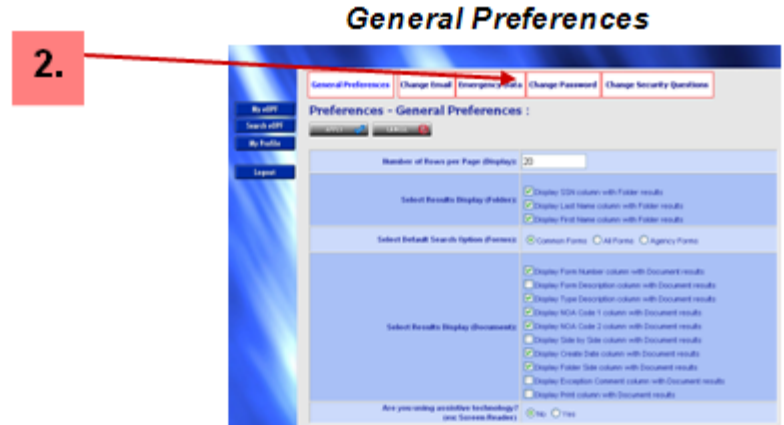 General Preferences
2.
General Preferences Change Email Emergency Data Change Password Change Security Questions
My eOPF
Search eOPF
My Profile
Logout
Preferences - General Preferences :
APPLY CANCEL
Number of Rows per Page (Display): 20
Select Results Display (Folder):
Display SSN column with Folder results
Display Last Name column with Folder results
Display First Name column with Folder results
Select Default Search Option (Forms): Common Forms All Forms Agency Forms
Select Results Display (Document):
Display Form Number column with Document results
Display Form Description column with Document results
Display Type Description column with Document results
Display NOA Code 1 column with Document results
Display NOA Code 2 column with Document results
Display Side by Side column with Document results
Display Create Date column with Document results
Display Folder Side column with Document results
Display Exception Comment column with Document results
Display Print column with Document results
Are you using assistive technology? No Yes
(ex: Screen Reader)